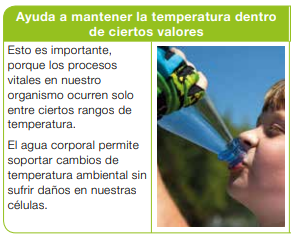 Ayuda a mantener la temperatura dentro
de ciertos valores
Esto es importante,
porque los procesos
vitales en nuestro
organismo ocurren solo
entre ciertos rangos de
temperatura.
El agua corporal permite
soportar cambios de
temperatura ambiental sin
sufrir daños en nuestras
células.